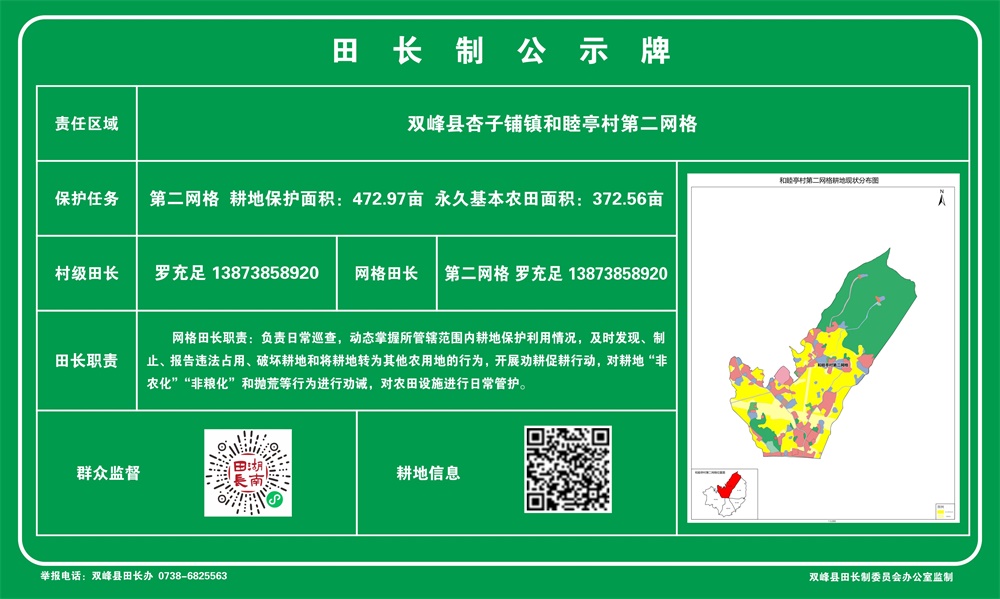 田长制公示牌
责任区域
双峰县杏子铺镇和睦亭村第二网格
保护任务
第二网格 耕地保护面积：472.97亩 永久基本农田面积：372.56亩
村级田长
罗充足 13873858920
网格田长
第二网格 罗充足 13873858920
田长职责
网格田长职责：负责日常巡查，动态掌握所管辖范围内耕地保护利用情况，及时发现、制
止、报告违法占用、破坏耕地和将耕地转为其他农用地的行为，开展劝耕促耕行动，对耕地“非
农化”“非粮化”和抛荒等行为进行劝诫，对农田设施进行日常管护。
和睦亭村第二网格耕地现状分布图
N
和睦亭村第二网格
群众监督
湖南
田長
耕地信息
举报电话：双峰县田长办 0738-6825563
双峰县田长制委员会办公室监制